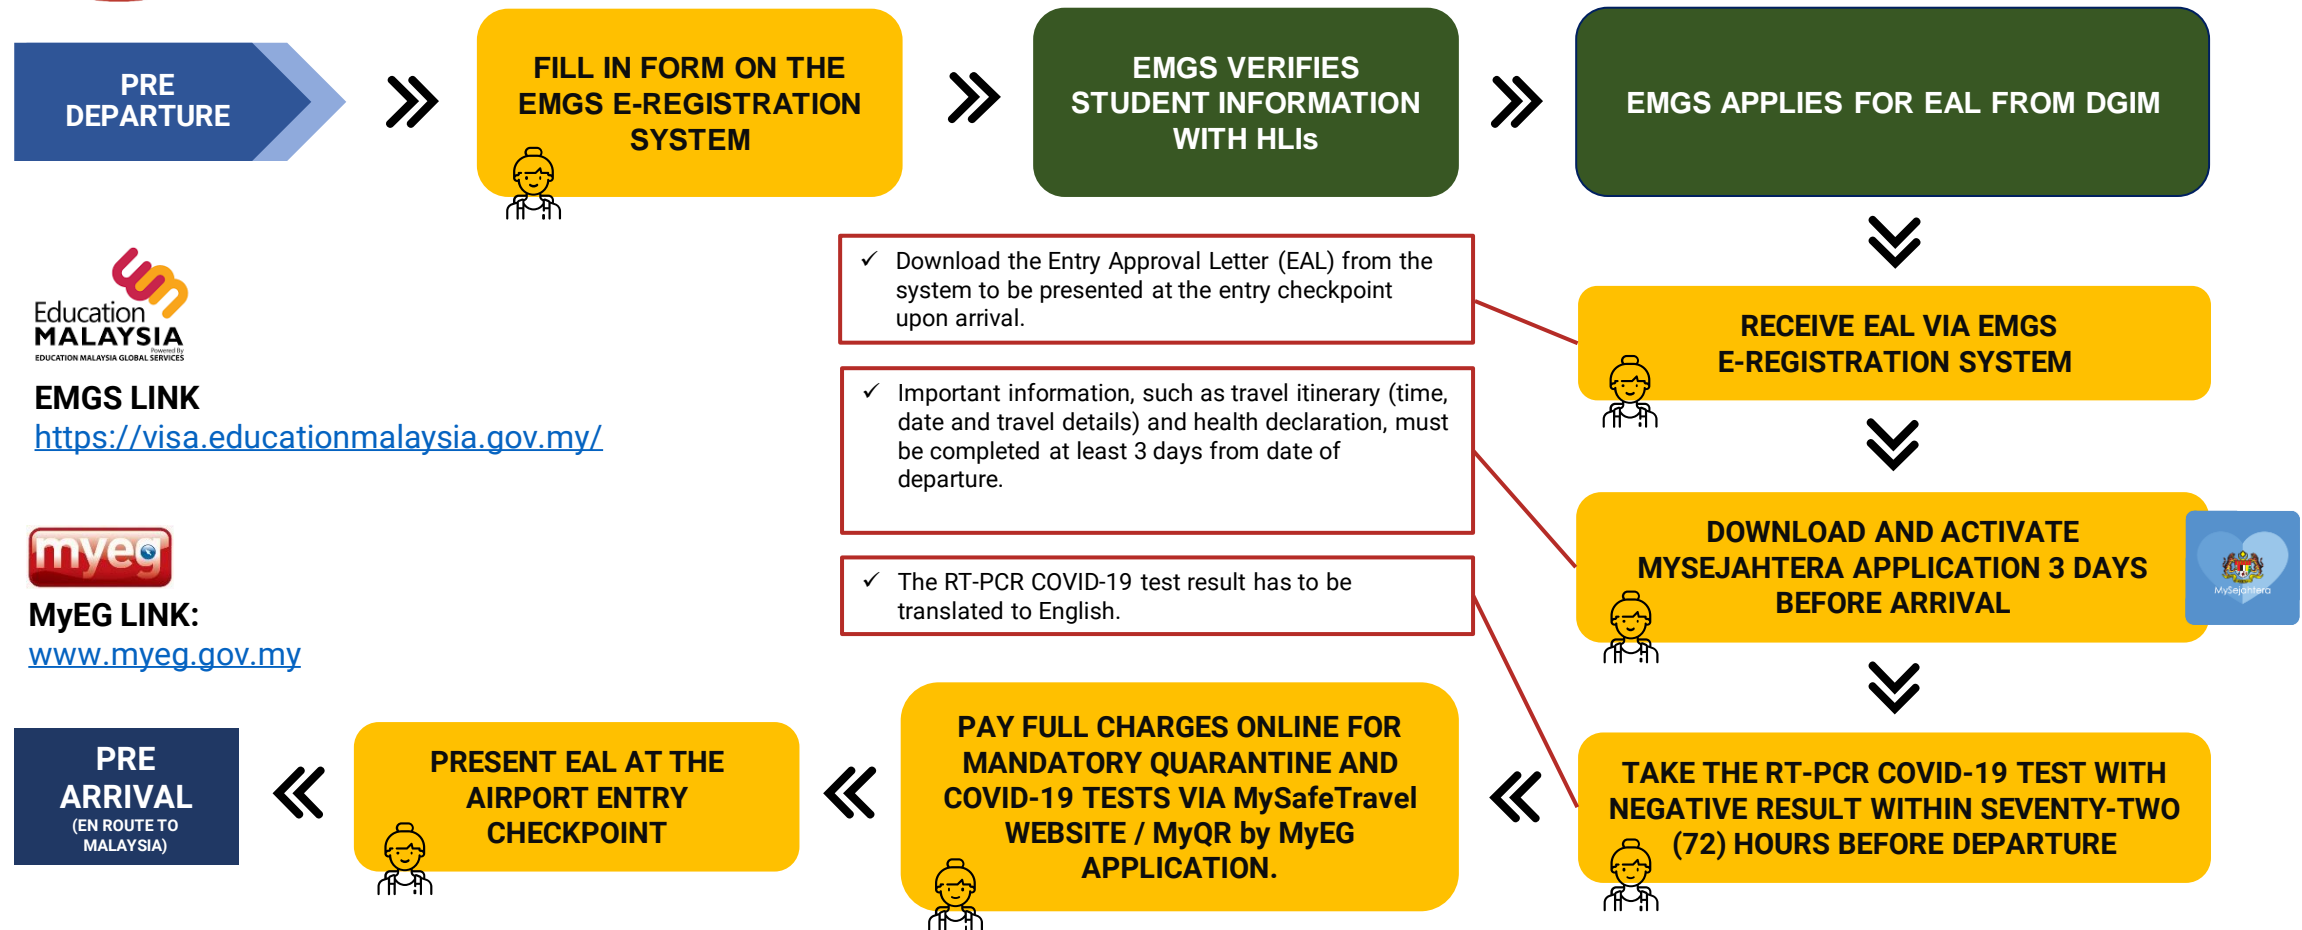 PRE
DEPARTURE
FILL IN FORM ON THE
EMGS E-REGISTRATION
SYSTEM
EMGS VERIFIES
STUDENT INFORMATION
WITH HLIs
EMGS APPLIES FOR EAL FROM DGIM
✓ Download the Entry Approval Letter (EAL) from the
system to be presented at the entry checkpoint
upon arrival.
RECEIVE EAL VIA EMGS
E-REGISTRATION SYSTEM
Education
MALAYSIA
Powered By
EDUCATION MALAYSIA GLOBAL SERVICES
EMGS LINK
https://visa.educationmalaysia.gov.my/
✓ Important information, such as travel itinerary (time,
date and travel details) and health declaration, must
be completed at least 3 days from date of
departure.
DOWNLOAD AND ACTIVATE
MYSEJAHTERA APPLICATION 3 DAYS
BEFORE ARRIVAL
MySejahtera
myeg
MyEG LINK:
www.myeg.gov.my
✓ The RT-PCR COVID-19 test result has to be
translated to English.
TAKE THE RT-PCR COVID-19 TEST WITH
NEGATIVE RESULT WITHIN SEVENTY-TWO
(72) HOURS BEFORE DEPARTURE
PAY FULL CHARGES ONLINE FOR
MANDATORY QUARANTINE AND
COVID-19 TESTS VIA MySafeTravel
WEBSITE / MyQR by MyEG
APPLICATION.
PRESENT EAL AT THE
AIRPORT ENTRY
CHECKPOINT
PRE
ARRIVAL
(EN ROUTE TO
MALAYSIA)